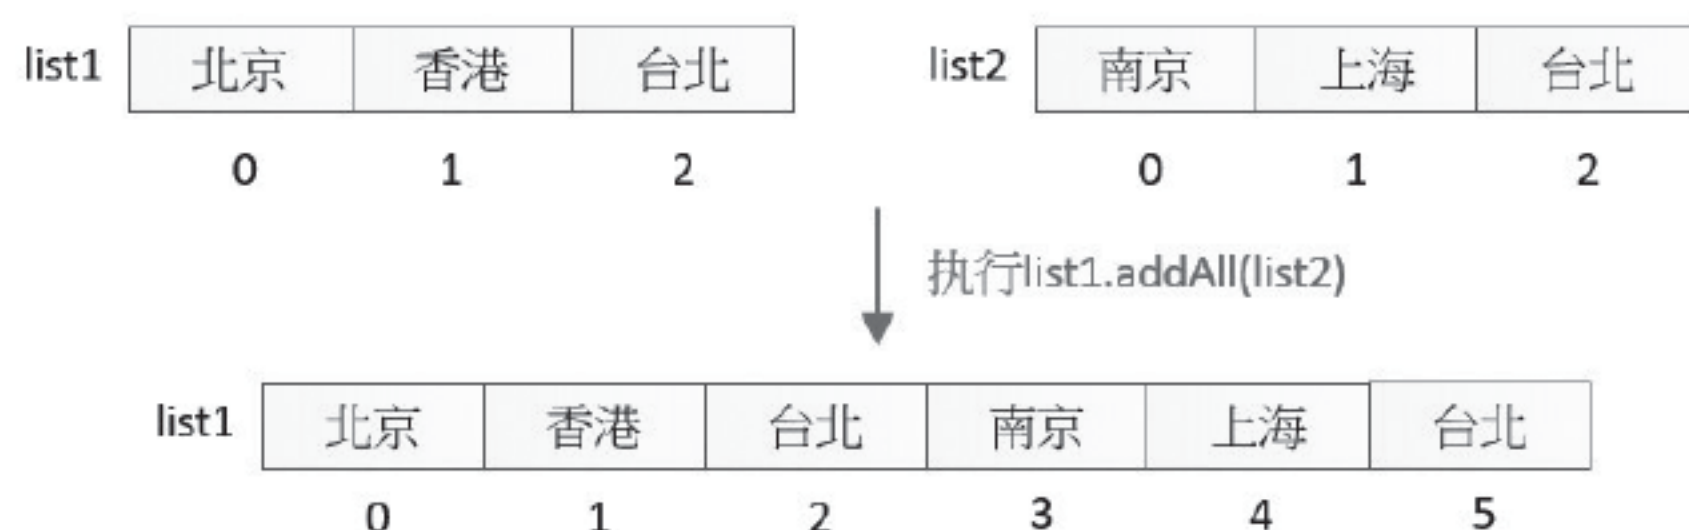 list1 北京 香港 台北 list2 南京 上海 台北
0 1 2 0 1 2
执行list1.addAll(list2)
list1 北京 香港 台北 南京 上海 台北
0 1 2 3 4 5